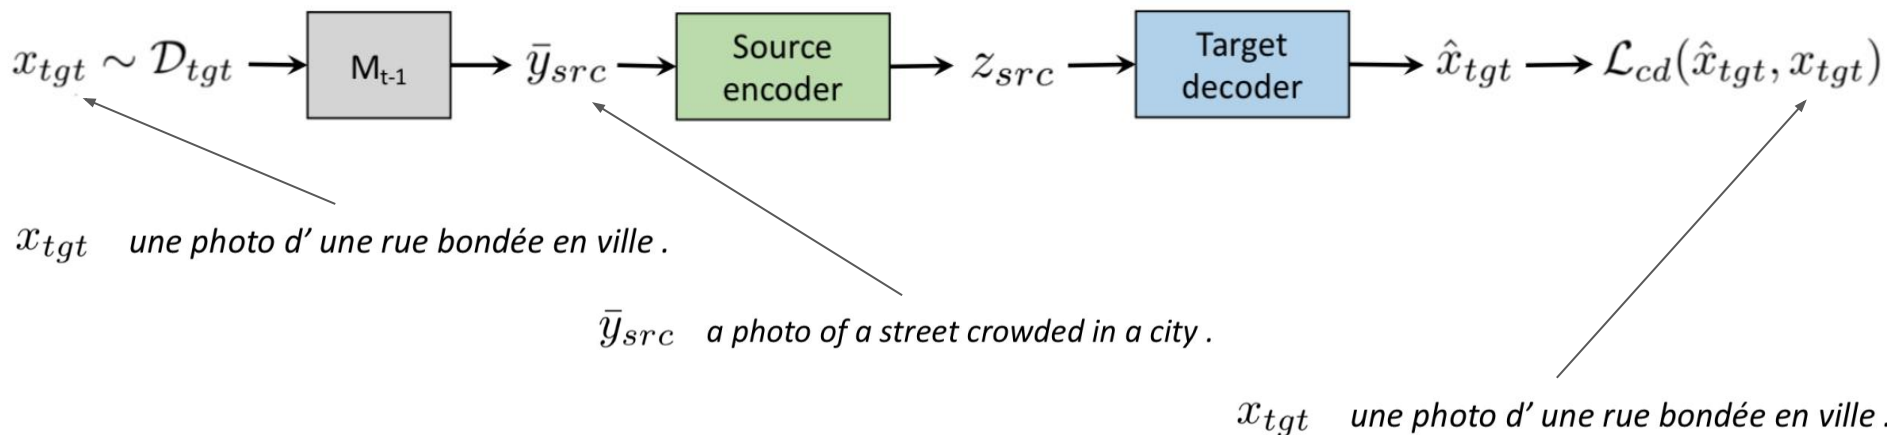 x_tgt ~ 𝒟_tgt → M_t-1 → ȳ_src → Source encoder → z_src → Target decoder → x̂_tgt → ℒ_cd(x̂_tgt, x_tgt)
x_tgt une photo d’ une rue bondée en ville .
ȳ_src a photo of a street crowded in a city .
x_tgt une photo d’ une rue bondée en ville .